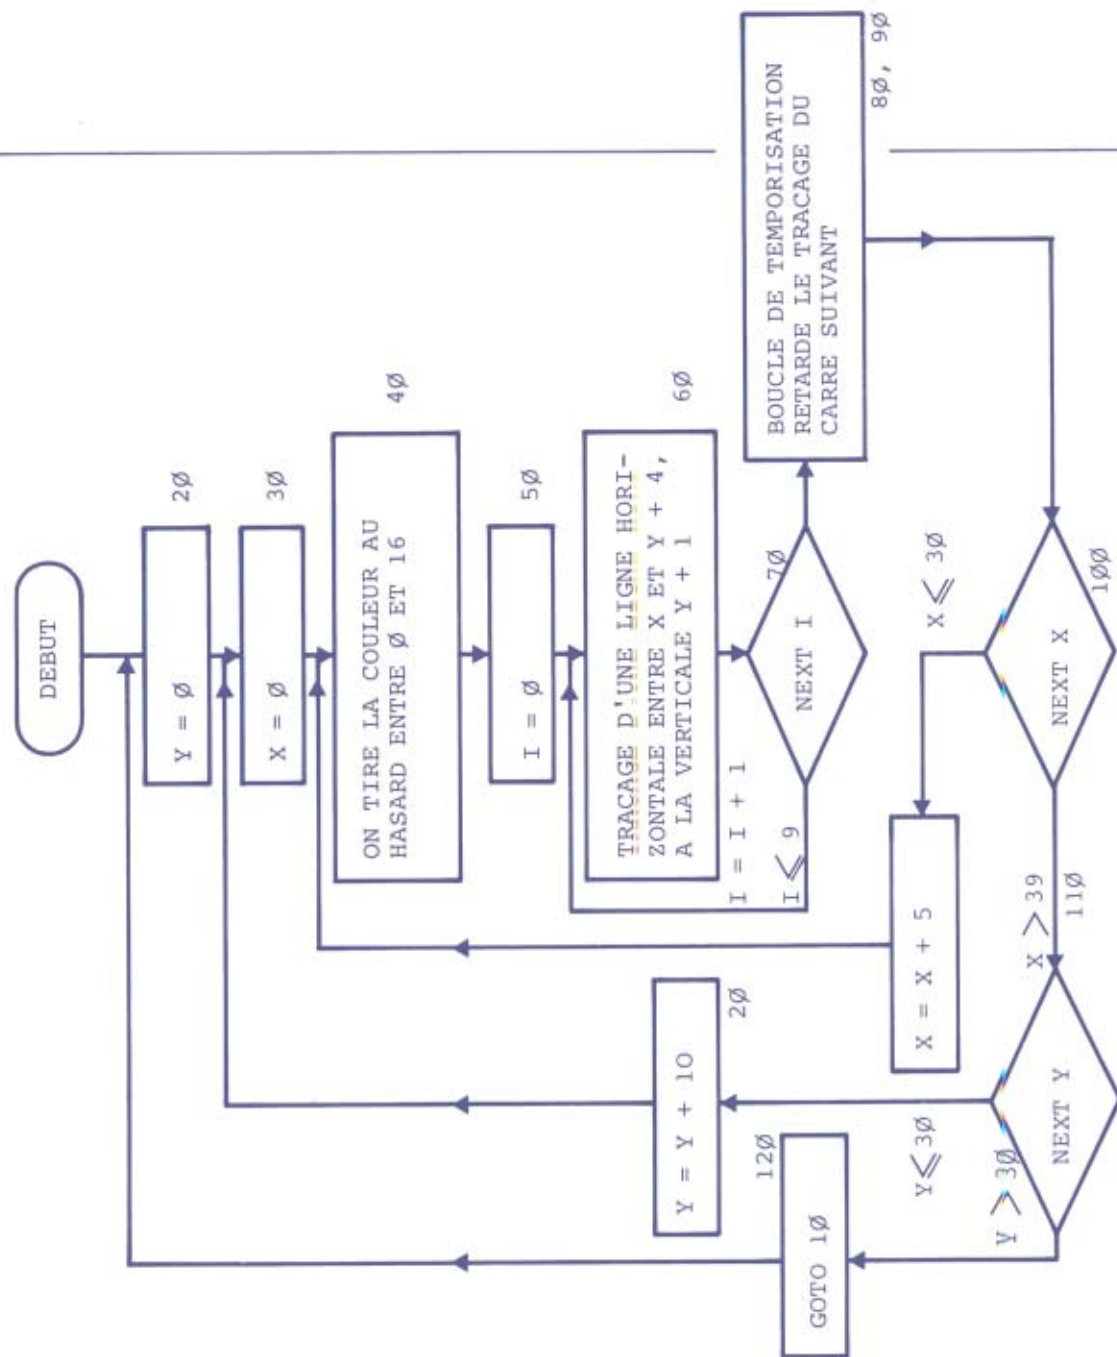 DEBUT
Y = Ø
2Ø
X = Ø
3Ø
ON TIRE LA COULEUR AU
HASARD ENTRE Ø ET 16
4Ø
I = Ø
5Ø
TRACAGE D'UNE LIGNE HORI-
ZONTALE ENTRE X ET Y + 4,
A LA VERTICALE Y + 1
6Ø
I = I + 1
I ⩽ 9
NEXT I
7Ø
BOUCLE DE TEMPORISATION
RETARDE LE TRACAGE DU
CARRE SUIVANT
8Ø, 9Ø
X ⩽ 3Ø
NEXT X
1ØØ
X = X + 5
X > 39
11Ø
NEXT Y
Y ⩽ 3Ø
Y = Y + 1O
2Ø
Y > 3Ø
GOTO 1Ø
12Ø